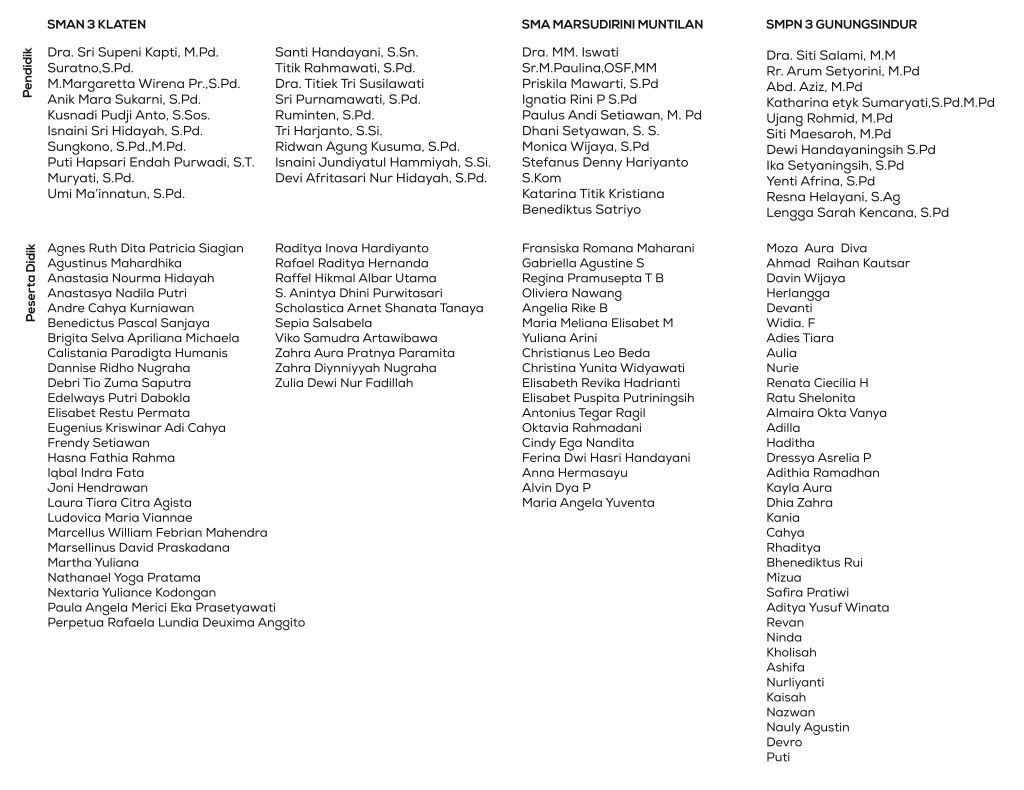 SMAN 3 KLATEN
Pendidik
Dra. Sri Supeni Kapti, M.Pd.
Suratno,S.Pd.
M.Margaretta Wirena Pr.,S.Pd.
Anik Mara Sukarni, S.Pd.
Kusnadi Pudji Anto, S.Sos.
Isnaini Sri Hidayah, S.Pd.
Sungkono, S.Pd.,M.Pd.
Puti Hapsari Endah Purwadi, S.T.
Muryati, S.Pd.
Umi Ma'innatun, S.Pd.
Santi Handayani, S.Sn.
Titik Rahmawati, S.Pd.
Dra. Titiek Tri Susilawati
Sri Purnamawati, S.Pd.
Ruminten, S.Pd.
Tri Harjanto, S.Si.
Ridwan Agung Kusuma, S.Pd.
Isnaini Jundiyatul Hammiyah, S.Si.
Devi Afritasari Nur Hidayah, S.Pd.
Peserta Didik
Agnes Ruth Dita Patricia Siagian
Agustinus Mahardhika
Anastasia Nourma Hidayah
Anastasya Nadila Putri
Andre Cahya Kurniawan
Benedictus Pascal Sanjaya
Brigita Selva Apriliana Michaela
Calistania Paradigta Humanis
Dannise Ridho Nugraha
Debri Tio Zuma Saputra
Edelways Putri Dabokla
Elisabet Restu Permata
Eugenius Kriswinar Adi Cahya
Frendy Setiawan
Hasna Fathia Rahma
Iqbal Indra Fata
Joni Hendrawan
Laura Tiara Citra Agista
Ludovica Maria Viannae
Marcellus William Febrian Mahendra
Marsellinus David Praskadana
Martha Yuliana
Nathanael Yoga Pratama
Nextaria Yuliance Kodongan
Paula Angela Merici Eka Prasetyawati
Perpetua Rafaela Lundia Deuxima Anggito
Raditya Inova Hardiyanto
Rafael Raditya Hernanda
Raffel Hikmal Albar Utama
S. Anintya Dhini Purwitasari
Scholastica Arnet Shanata Tanaya
Sepia Salsabela
Viko Samudra Artawibawa
Zahra Aura Pratnya Paramita
Zahra Diynniyyah Nugraha
Zulia Dewi Nur Fadillah
SMA MARSUDIRINI MUNTILAN
Dra. MM. Iswati
Sr.M.Paulina,OSF,MM
Priskila Mawarti, S.Pd
Ignatia Rini P S.Pd
Paulus Andi Setiawan, M. Pd
Dhani Setyawan, S. S.
Monica Wijaya, S.Pd
Stefanus Denny Hariyanto
S.Kom
Katarina Titik Kristiana
Benediktus Satriyo
Fransiska Romana Maharani
Gabriella Agustine S
Regina Pramusepta T B
Oliviera Nawang
Angelia Rike B
Maria Meliana Elisabet M
Yuliana Arini
Christianus Leo Beda
Christina Yunita Widyawati
Elisabeth Revika Hadrianti
Elisabet Puspita Putriningsih
Antonius Tegar Ragil
Oktavia Rahmadani
Cindy Ega Nandita
Ferina Dwi Hasri Handayani
Anna Hermasayu
Alvin Dya P
Maria Angela Yuventa
SMPN 3 GUNUNGSINDUR
Dra. Siti Salami, M.M
Rr. Arum Setyorini, M.Pd
Abd. Aziz, M.Pd
Katharina etyk Sumaryati,S.Pd.M.Pd
Ujang Rohmid, M.Pd
Siti Maesaroh, M.Pd
Dewi Handayaningsih S.Pd
Ika Setyaningsih, S.Pd
Yenti Afrina, S.Pd
Resna Helayani, S.Ag
Lengga Sarah Kencana, S.Pd
Moza Aura Diva
Ahmad Raihan Kautsar
Davin Wijaya
Herlangga
Devanti
Widia. F
Adies Tiara
Aulia
Nurie
Renata Ciecilia H
Ratu Shelonita
Almaira Okta Vanya
Adilla
Haditha
Dressya Asrelia P
Adithia Ramadhan
Kayla Aura
Dhia Zahra
Kania
Cahya
Rhaditya
Bhenediktus Rui
Mizua
Safira Pratiwi
Aditya Yusuf Winata
Revan
Ninda
Kholisah
Ashifa
Nurliyanti
Kaisah
Nazwan
Nauly Agustin
Devro
Puti